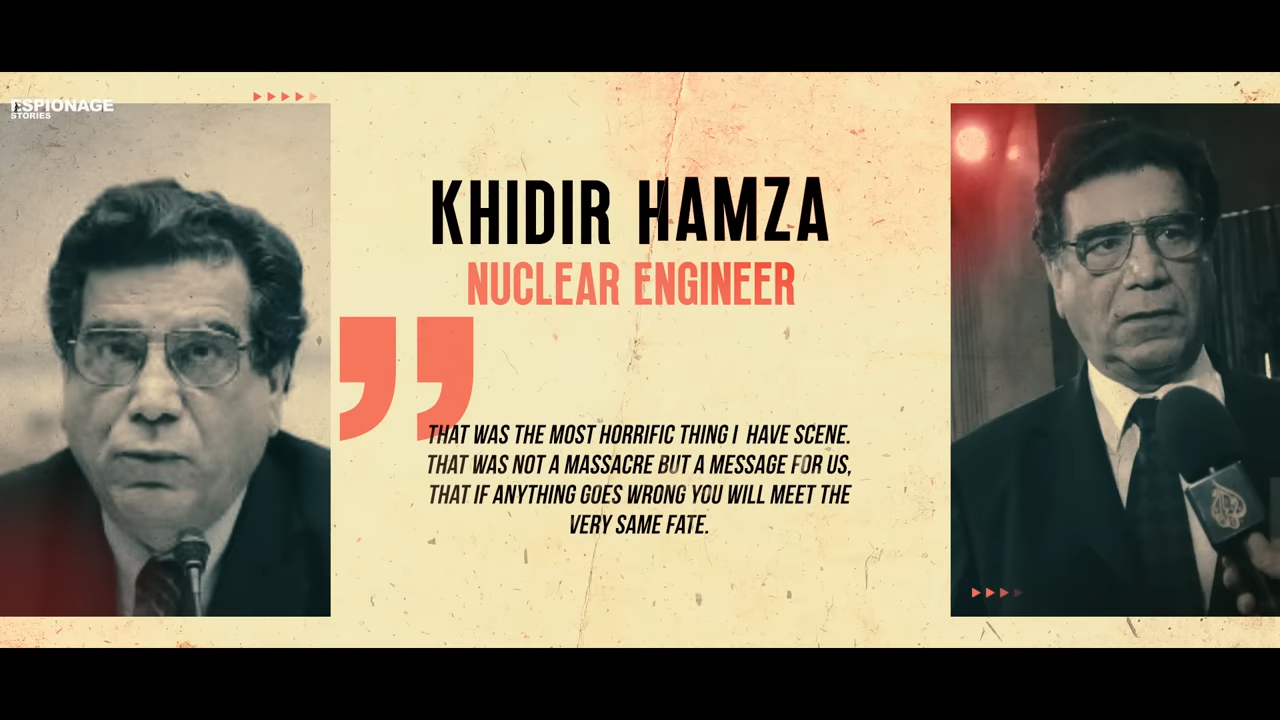 ESPIONAGE
STORIES
KHIDIR HAMZA
NUCLEAR ENGINEER
”
THAT WAS THE MOST HORRIFIC THING I HAVE SCENE.
THAT WAS NOT A MASSACRE BUT A MESSAGE FOR US,
THAT IF ANYTHING GOES WRONG YOU WILL MEET THE
VERY SAME FATE.